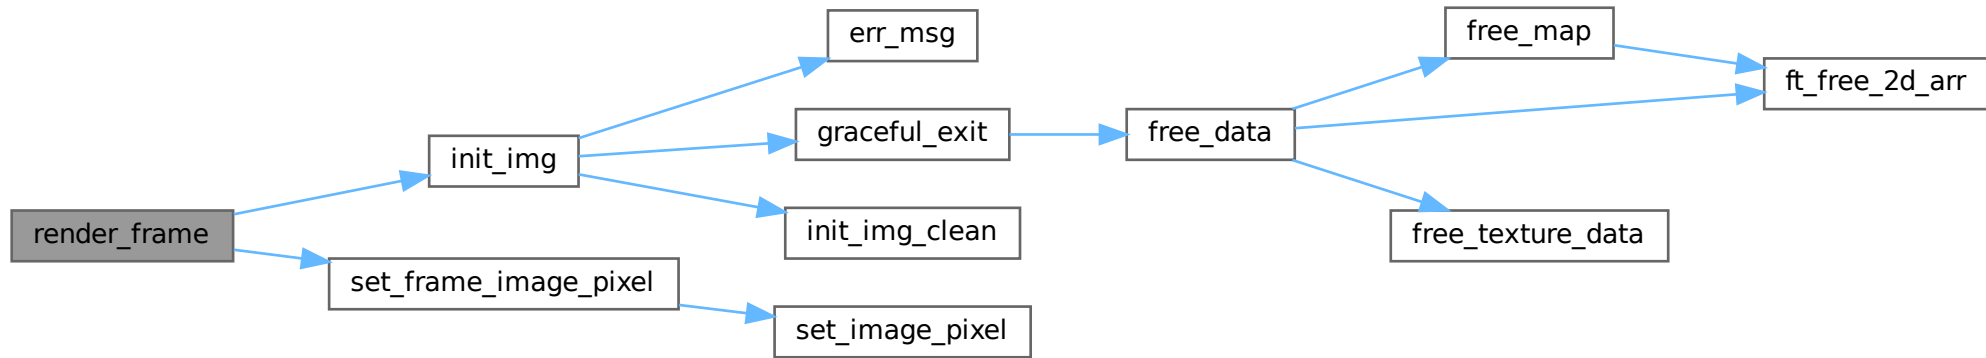 render_frame
init_img
err_msg
graceful_exit
free_data
free_map
ft_free_2d_arr
free_texture_data
init_img_clean
set_frame_image_pixel
set_image_pixel